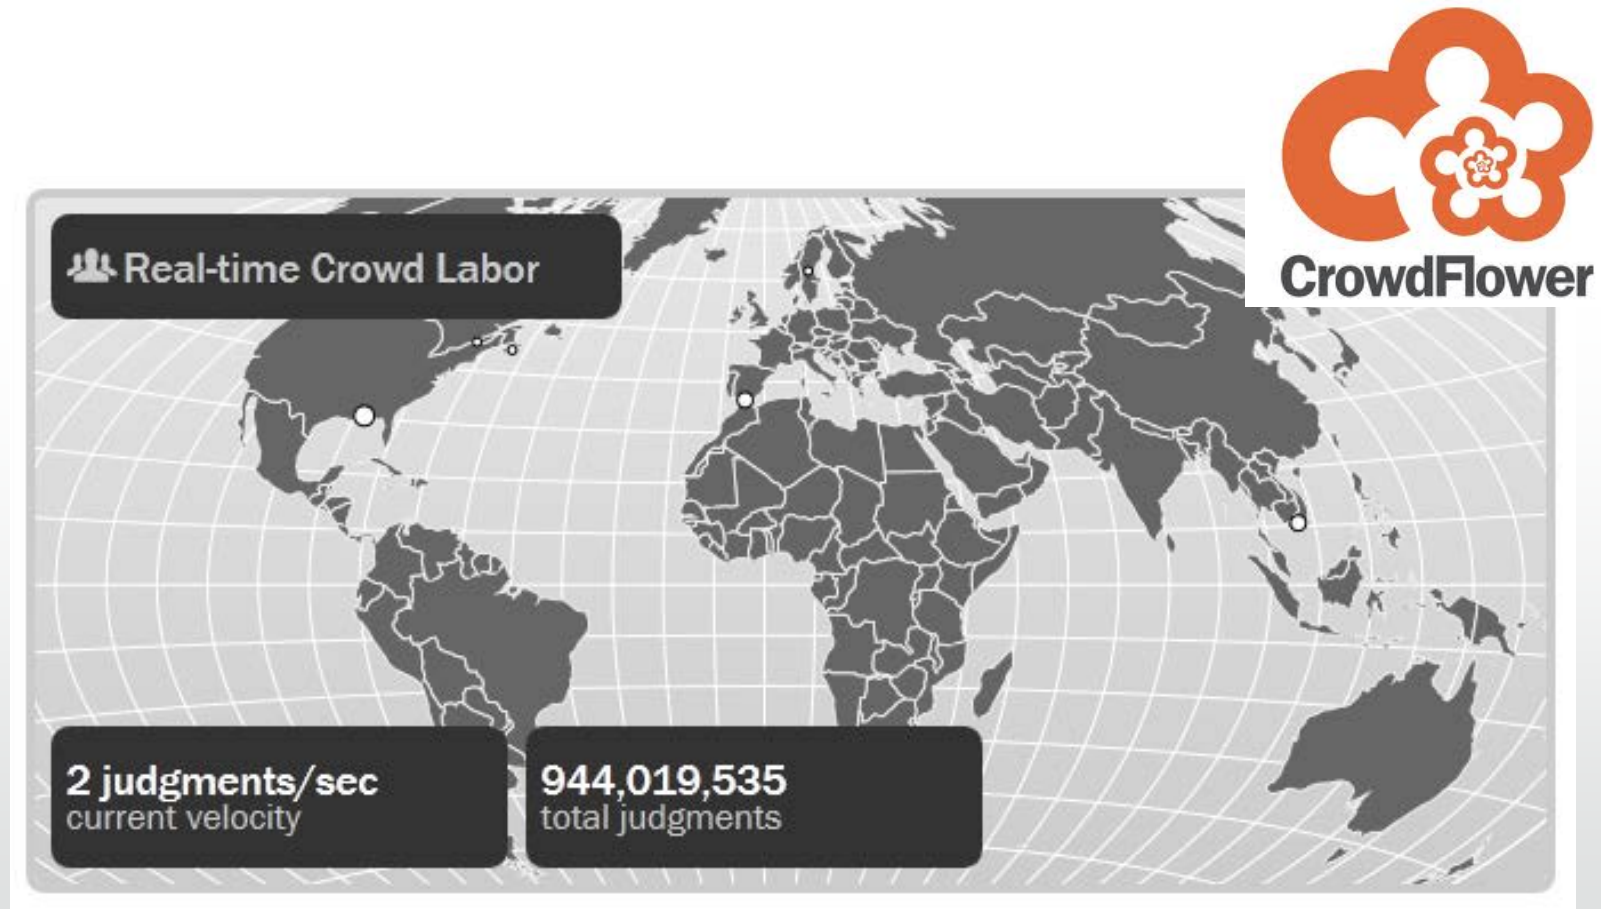 CrowdFlower
Real-time Crowd Labor
2 judgments/sec
current velocity
944,019,535
total judgments